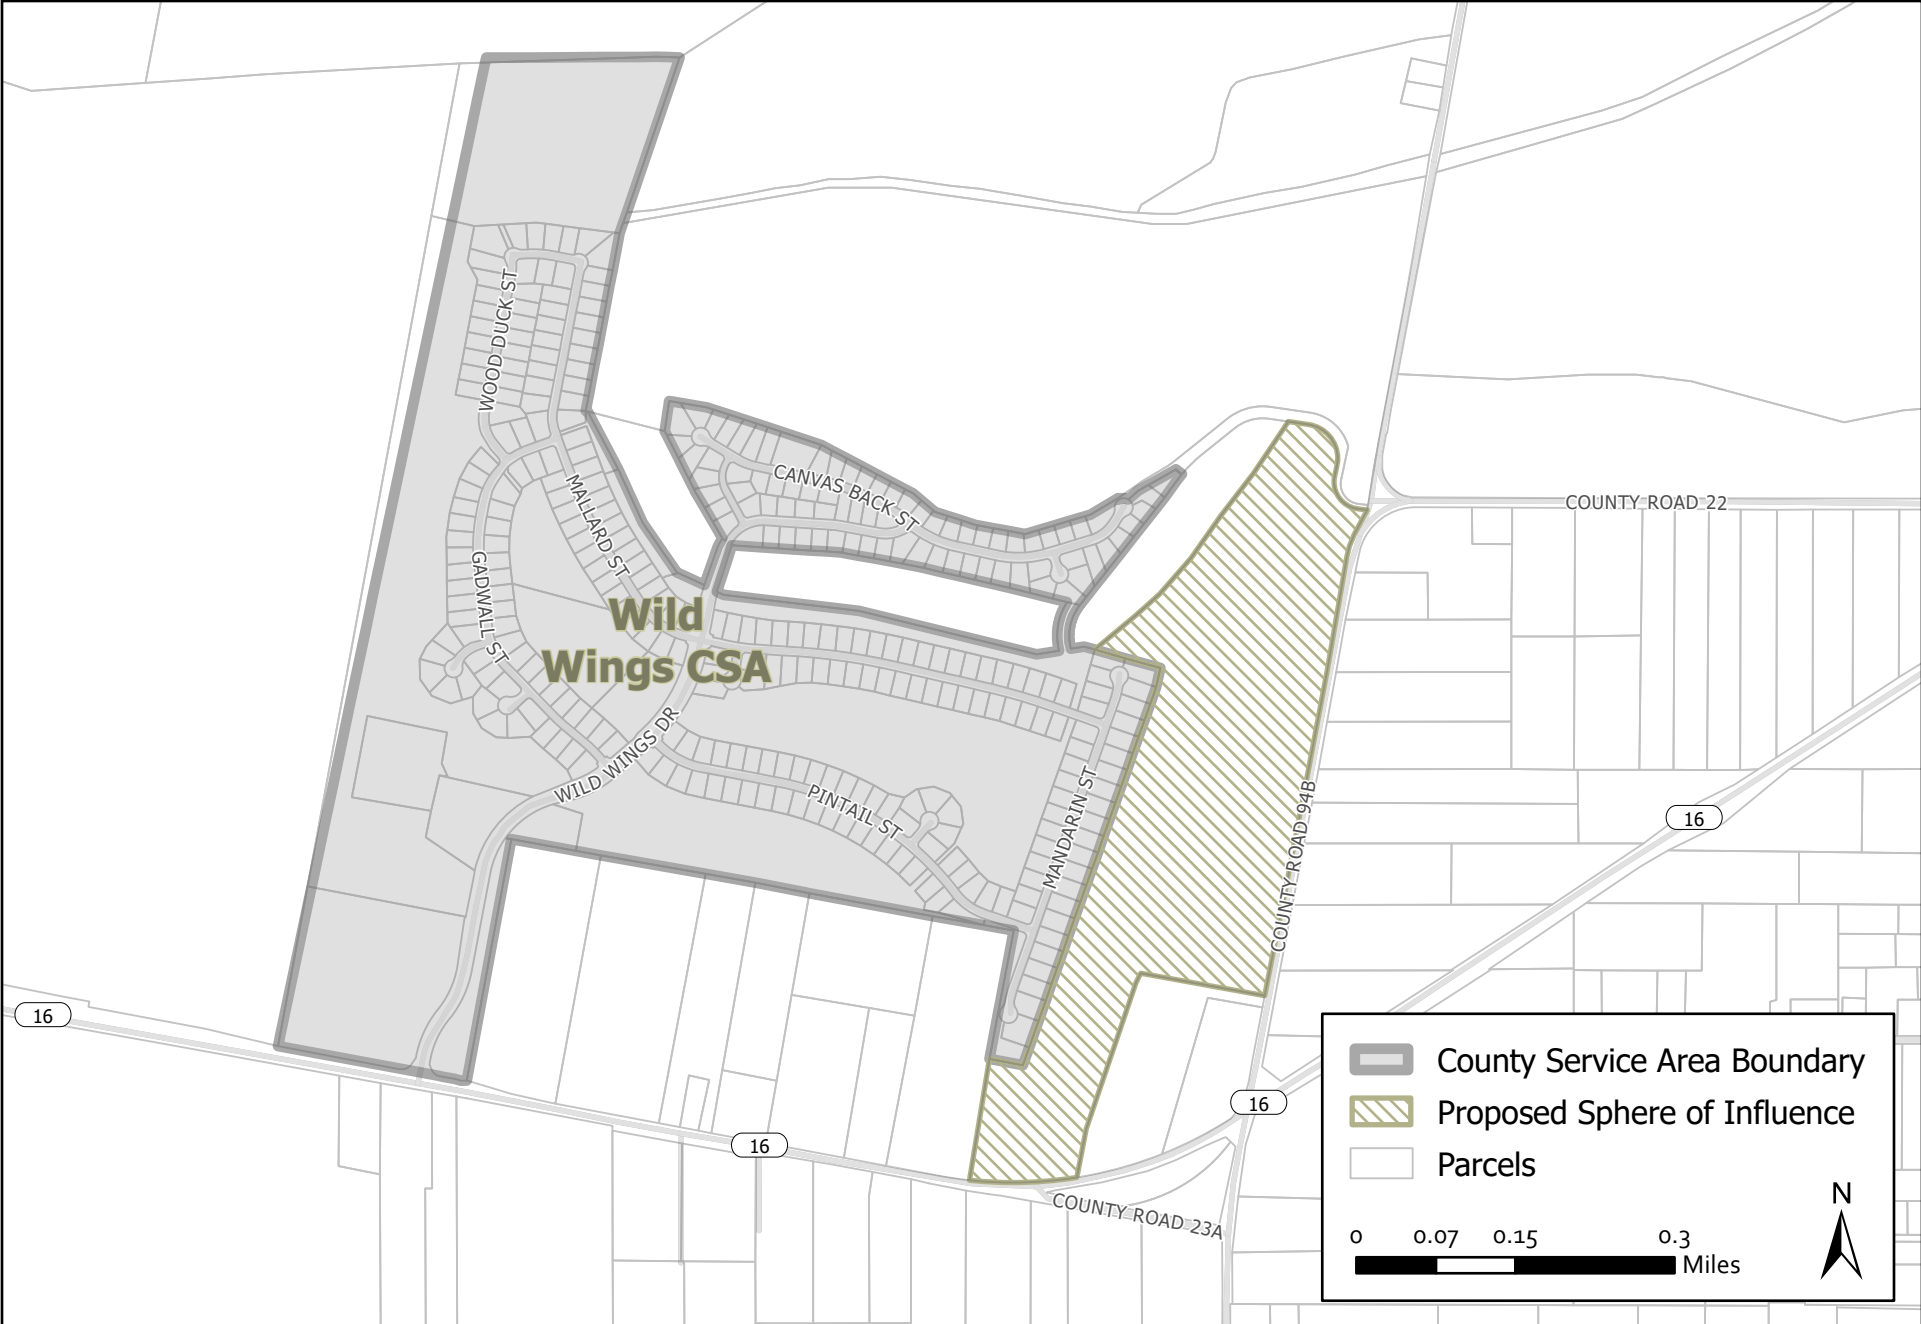 WOOD DUCK ST
CANVAS BACK ST
MALLARD ST
COUNTY ROAD 22
GADWALL ST
Wild
Wings CSA
WILD WINGS DR
PINTAIL ST
MANDARIN ST
COUNTY ROAD 94B
16
16
16
16
COUNTY ROAD 23A
County Service Area Boundary
Proposed Sphere of Influence
Parcels
N
0 0.07 0.15 0.3
Miles